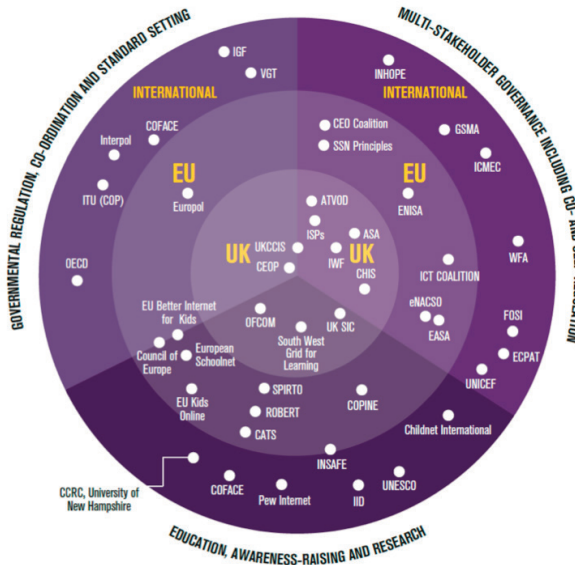 GOVERNMENTAL REGULATION, CO-ORDINATION AND STANDARD SETTING
MULTI-STAKEHOLDER GOVERNANCE INCLUDING CO- AND SELF-REGULATION
IGF
VGT
INTERNATIONAL
COFACE
Interpol
ITU (COP)
EU
Europol
OECD
INHOPE
INTERNATIONAL
CEO Coalition
SSN Principles
GSMA
ICMEC
EU
ENISA
WFA
ICT COALITION
eNACSO
EASA
FOSI
ECPAT
UNICEF
ATVOD
ISPs
ASA
UKCCIS
IWF
UK
UK
CEOP
CHIS
OFCOM
South West
Grid for
Learning
UK SIC
EU Better Internet
for Kids
Council of
Europe
European
Schoolnet
EU Kids
Online
SPIRTO
ROBERT
CATS
COPINE
Childnet International
INSAFE
CCRC, University of
New Hampshire
COFACE
Pew Internet
IID
UNESCO
EDUCATION, AWARENESS-RAISING AND RESEARCH